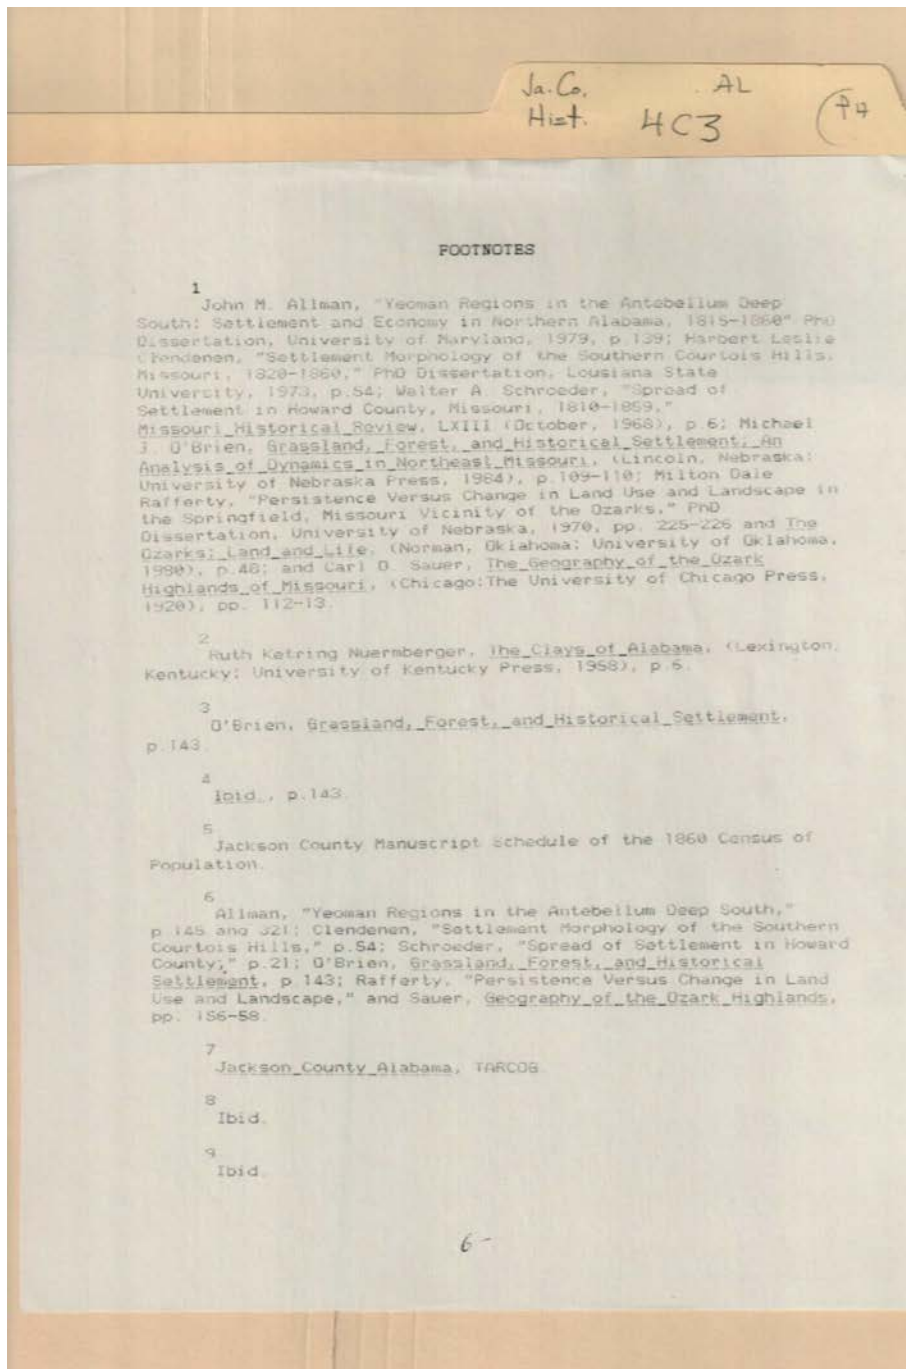 Ja.Co. AL
Hist. 4C3
FOOTNOTES
1
John M. Allman, "Yeoman Regions in the Antebellum Deep
South: Settlement and Economy in Northern Alabama, 1815-1860" PhD
Dissertation, University of Maryland, 1979, p.139; Harbert Leslie
Clendenen, "Settlement Morphology of the Southern Courtois Hills,
Missouri, 1820-1860," PhD Dissertation, Lousiana State
University, 1973, p.54; Walter A. Schroeder, "Spread of
Settlement in Howard County, Missouri, 1810-1859,"
Missouri Historical Review, LXIII (October, 1968), p.6; Michael
J. O'Brien, Grassland, Forest, and Historical Settlement: An
Analysis of Dynamics in Northeast Missouri, (Lincoln, Nebraska:
University of Nebraska Press, 1984), p.109-110; Milton Dale
Rafferty, "Persistence Versus Change in Land Use and Landscape in
the Springfield, Missouri Vicinity of the Ozarks," PhD
Dissertation, University of Nebraska, 1970, pp. 225-226 and The
Ozarks: Land and Life, (Norman, Oklahoma: University of Oklahoma,
1980), p.48; and Carl O. Sauer, The Geography of the Ozark
Highlands of Missouri, (Chicago:The University of Chicago Press,
1920), pp. 112-13.
2
Ruth Ketring Nuermberger, The Clays of Alabama, (Lexington,
Kentucky: University of Kentucky Press, 1958), p.6.
3
O'Brien, Grassland, Forest, and Historical Settlement,
p.143.
4
Ibid., p.143.
5
Jackson County Manuscript Schedule of the 1860 Census of
Population.
6
Allman, "Yeoman Regions in the Antebellum Deep South,"
p.145 and 321; Clendenen, "Settlement Morphology of the Southern
Courtois Hills," p.54; Schroeder, "Spread of Settlement in Howard
County," p.21; O'Brien, Grassland, Forest, and Historical
Settlement, p.143; Rafferty, "Persistence Versus Change in Land
Use and Landscape," and Sauer, Geography of the Ozark Highlands,
pp. 156-58.
7
Jackson County Alabama, TARCOG.
8
Ibid.
9
Ibid.
6-